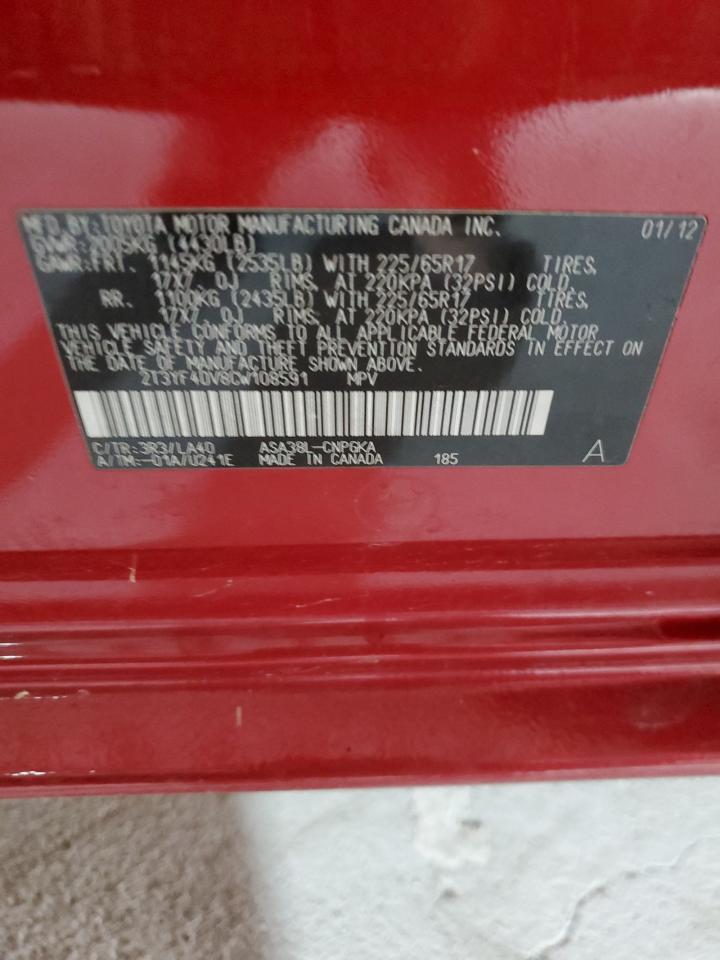 MFD. BY: TOYOTA MOTOR MANUFACTURING CANADA INC. 01/12
GVWR: 2005KG (4430LB)
GAWR: FRT. 1145KG (2535LB) WITH 225/65R17 TIRES,
17X7. 0J RIMS, AT 220KPA (32PSI) COLD.
RR. 1100KG (2435LB) WITH 225/65R17 TIRES,
17X7. 0J RIMS, AT 220KPA (32PSI) COLD.
THIS VEHICLE CONFORMS TO ALL APPLICABLE FEDERAL MOTOR
VEHICLE SAFETY AND THEFT PREVENTION STANDARDS IN EFFECT ON
THE DATE OF MANUFACTURE SHOWN ABOVE.
2T3YF4DV8CW108591 MPV
C/TR: 3R3/LA40 ASA38L-CNPGKA
A/TM: -01A/U241E MADE IN CANADA 185 A